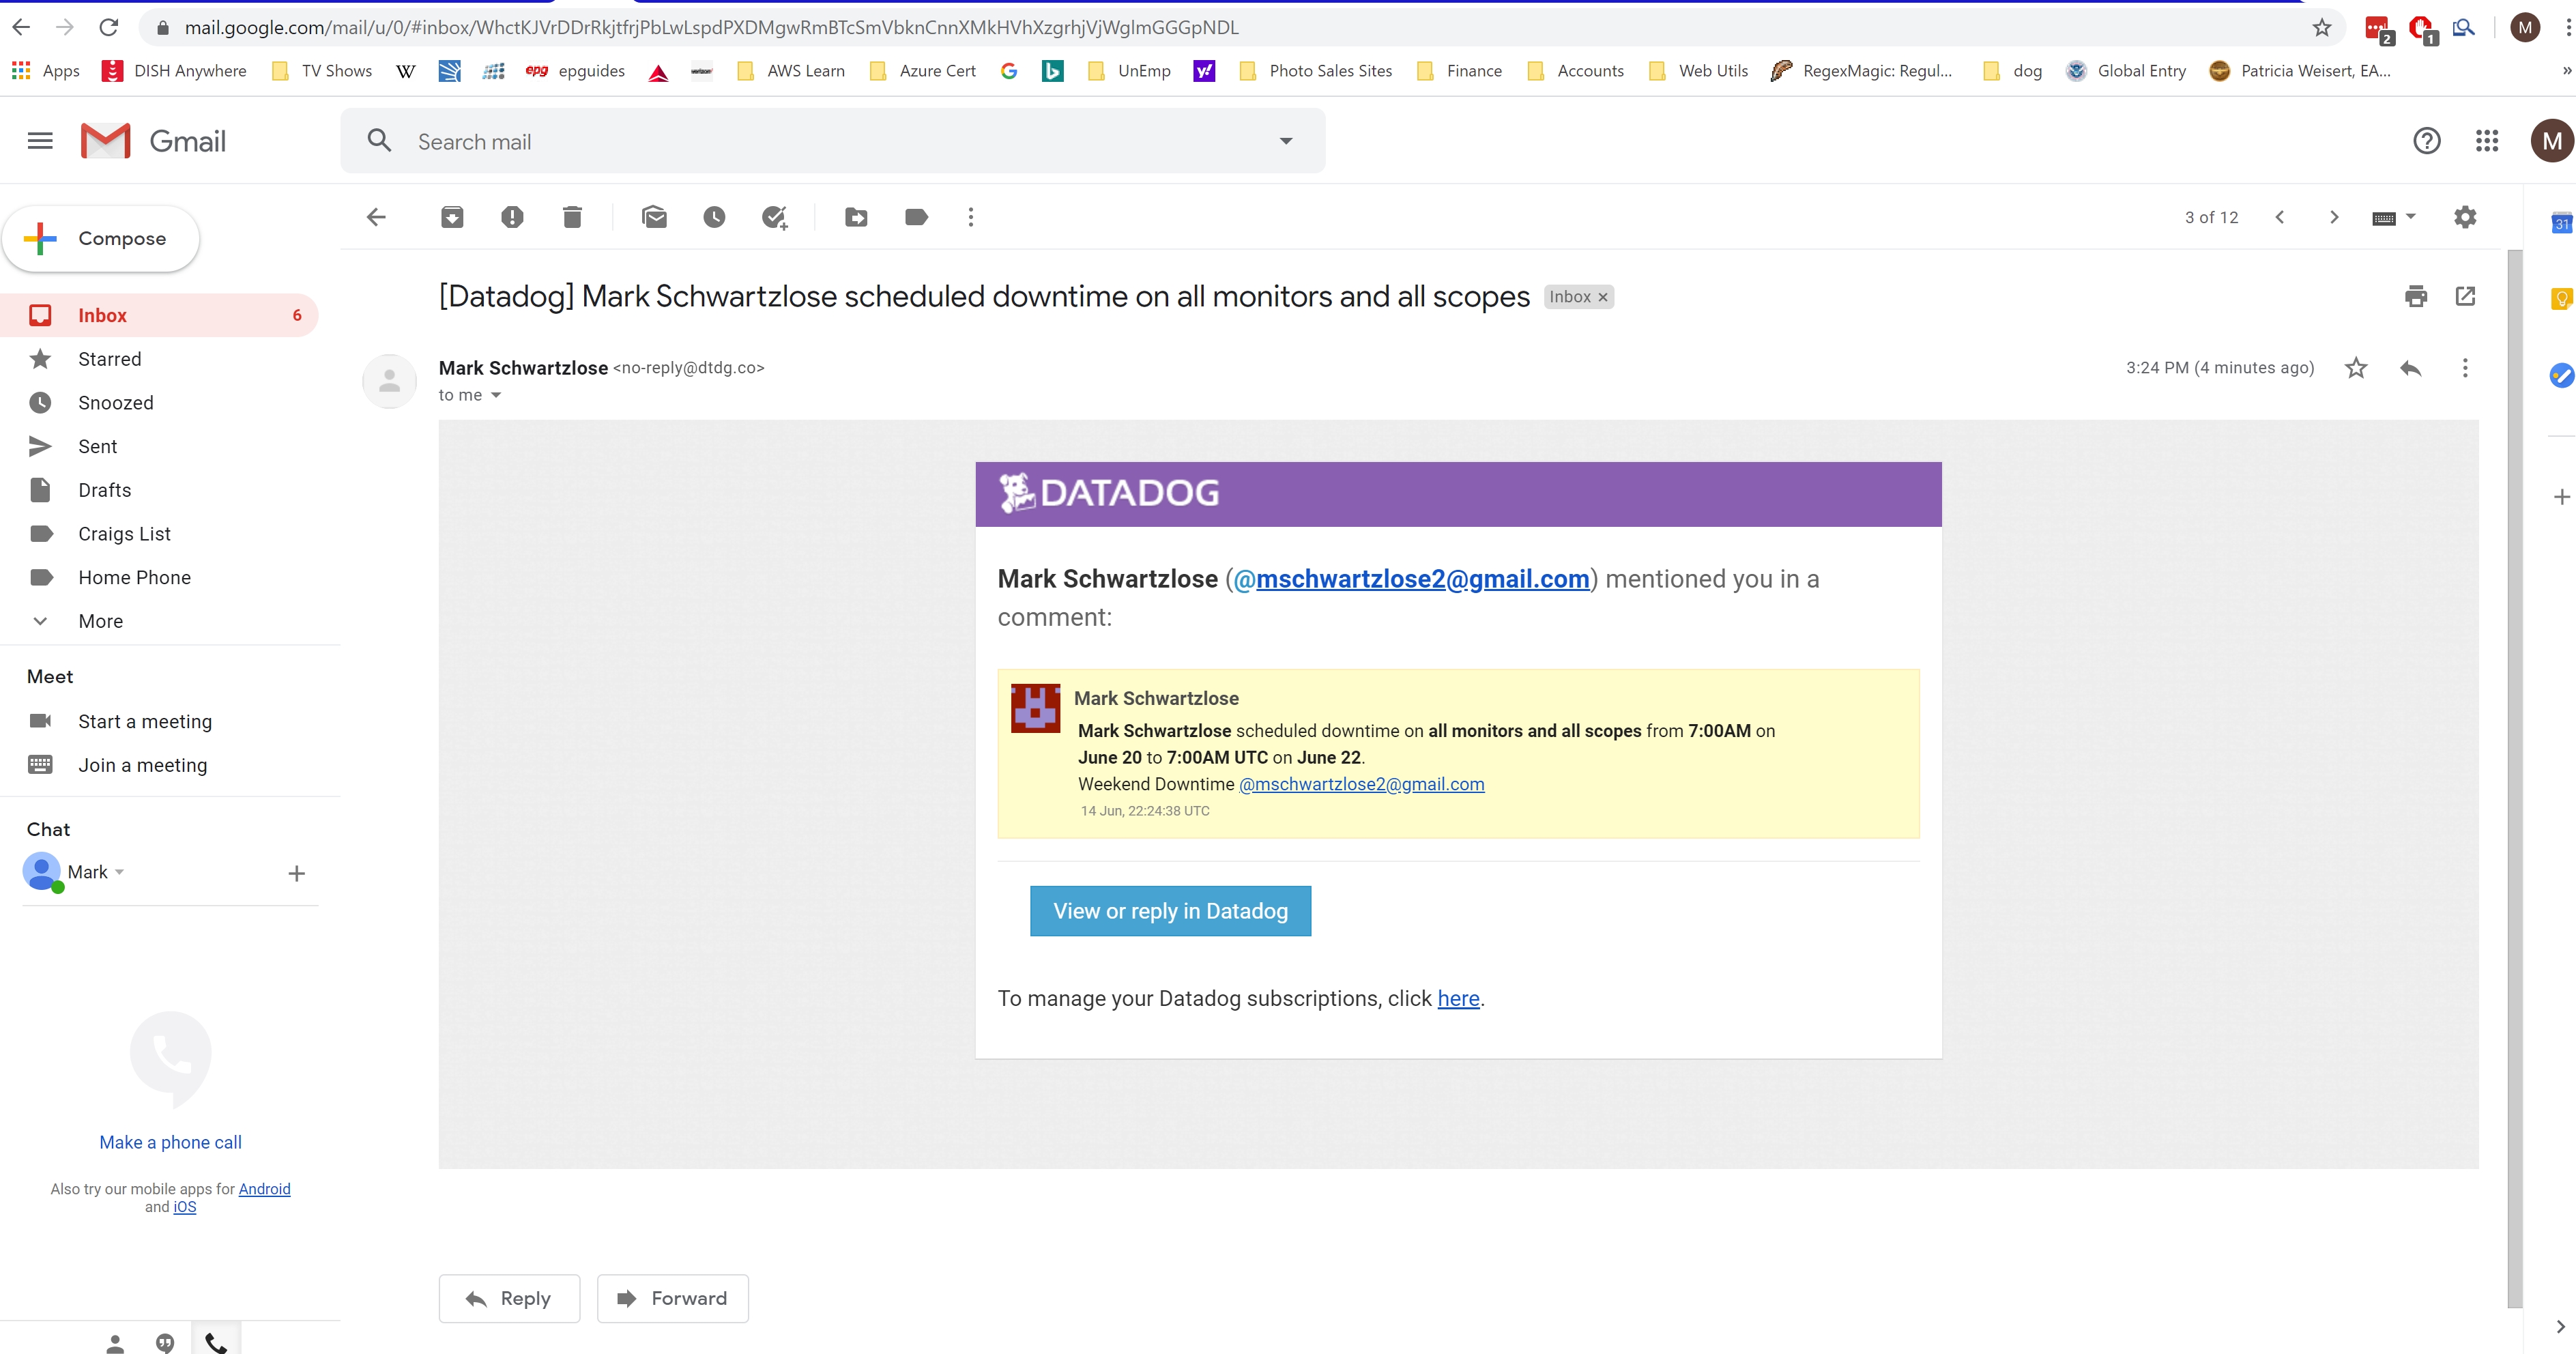 mail.google.com/mail/u/0/#inbox/WhctKJVrDDrRkjtfrjPbLwLspdPXDMgwRmBTcSmVbknCnnXMkHVhXzgrhjVjWglmGGGpNDL
2
1
M
Apps
DISH Anywhere
TV Shows
W
epg epguides
verizon
AWS Learn
Azure Cert
G
b
UnEmp
y!
Photo Sales Sites
Finance
Accounts
Web Utils
RegexMagic: Regul...
dog
Global Entry
Patricia Weisert, EA...
»
Gmail
Search mail
M
Compose
3 of 12
31
Inbox 6
Starred
Snoozed
Sent
Drafts
Craigs List
Home Phone
More
Meet
Start a meeting
Join a meeting
Chat
Mark
Make a phone call
Also try our mobile apps for Android
and iOS
[Datadog] Mark Schwartzlose scheduled downtime on all monitors and all scopes Inbox ×
Mark Schwartzlose <no-reply@dtdg.co>
3:24 PM (4 minutes ago)
to me
DATADOG
Mark Schwartzlose (@mschwartzlose2@gmail.com) mentioned you in a
comment:
Mark Schwartzlose
Mark Schwartzlose scheduled downtime on all monitors and all scopes from 7:00AM on
June 20 to 7:00AM UTC on June 22.
Weekend Downtime @mschwartzlose2@gmail.com
14 Jun, 22:24:38 UTC
View or reply in Datadog
To manage your Datadog subscriptions, click here.
Reply
Forward